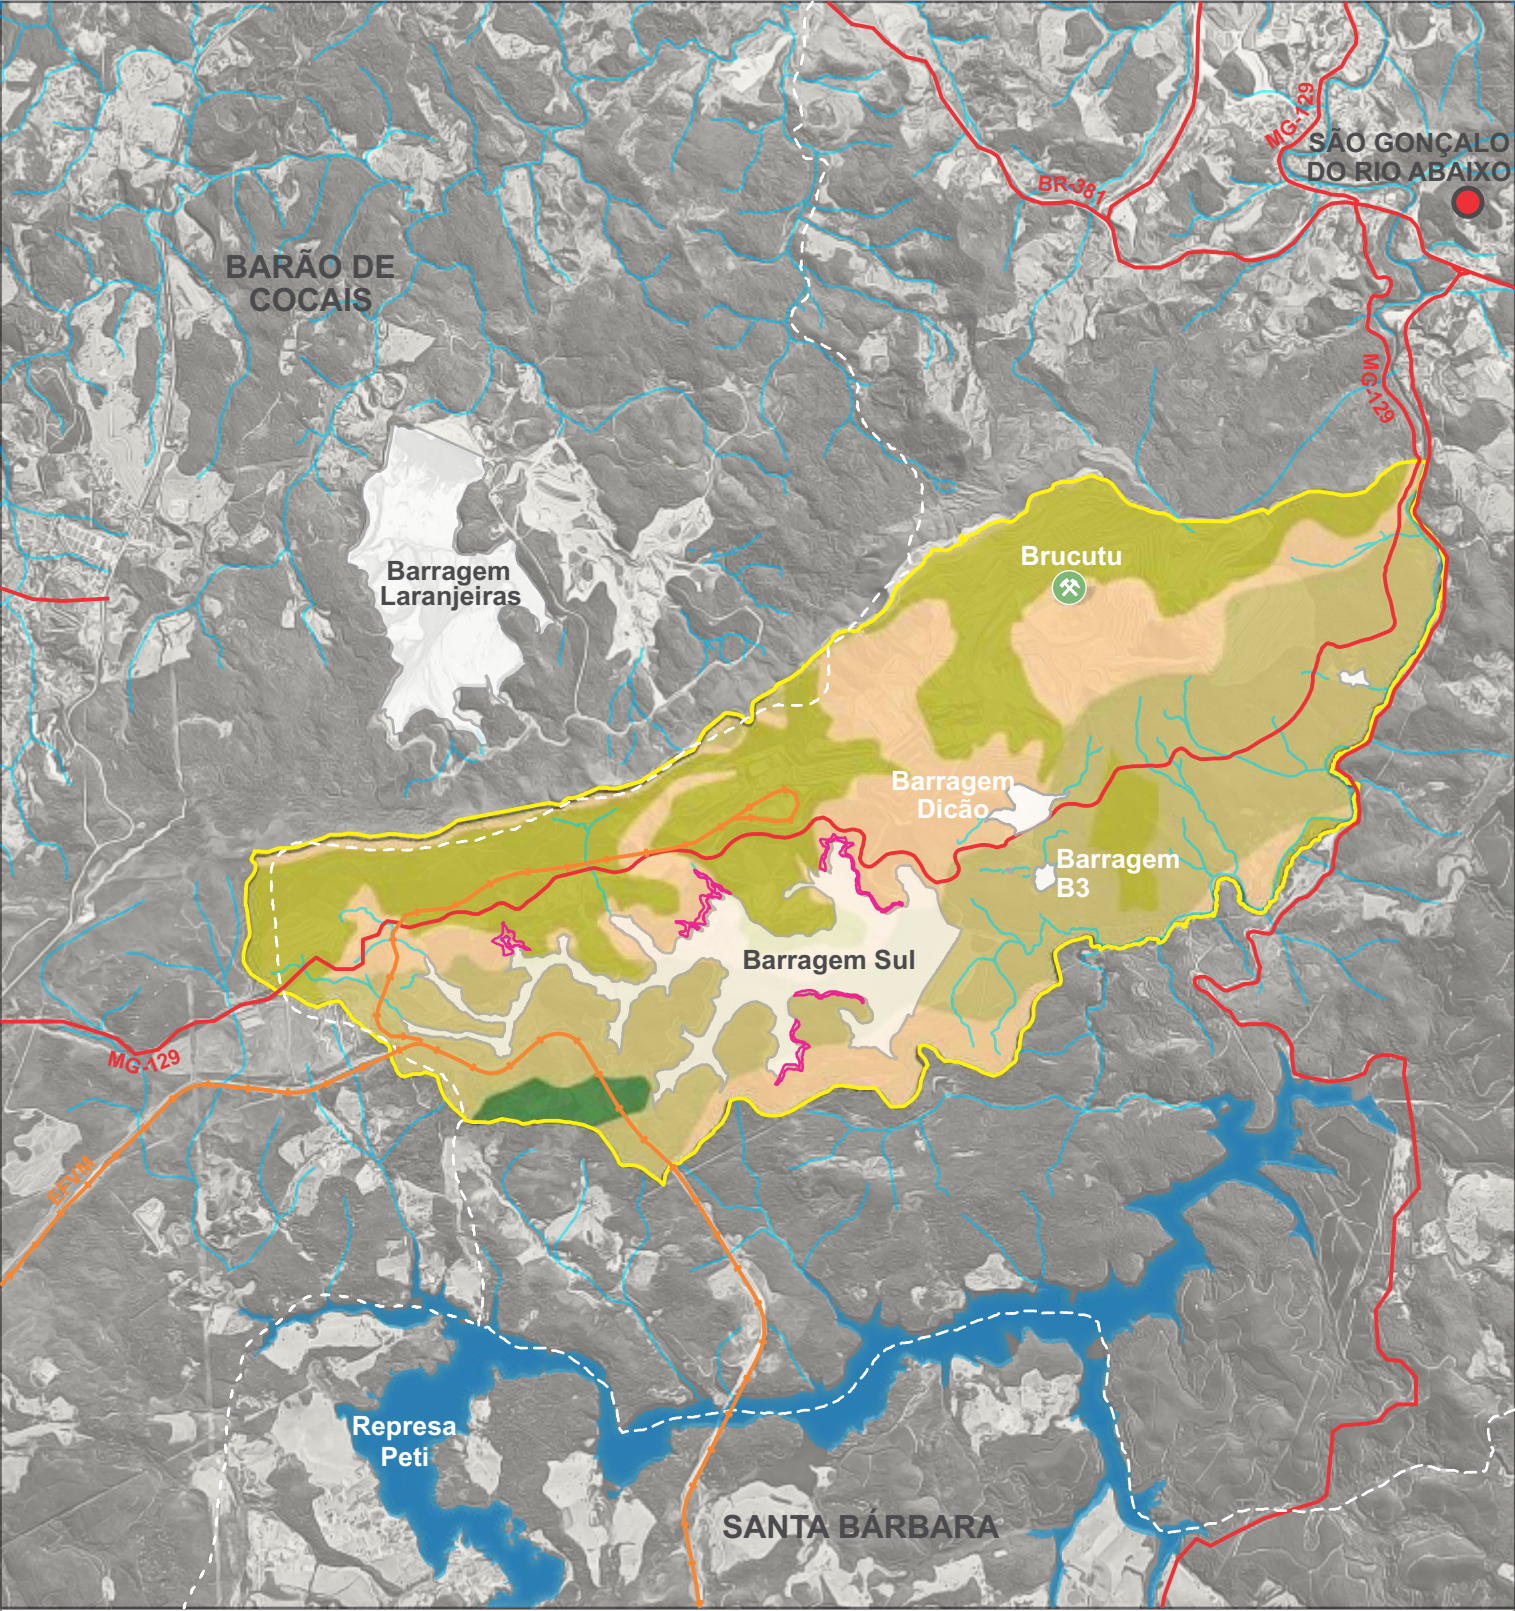 MG-129
SÃO GONÇALO
DO RIO ABAIXO
BR-381
BARÃO DE
COCAIS
MG-129
Brucutu
Barragem
Laranjeiras
Barragem
Dicão
Barragem
B3
Barragem Sul
MG-129
EFVM
Represa
Peti
SANTA BÁRBARA